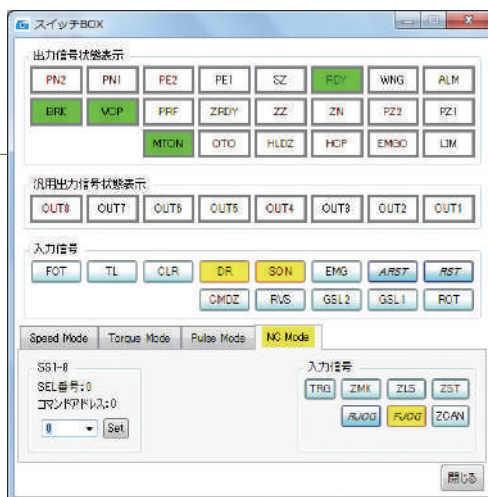 スイッチBOX
出力信号状態表示
PN2 PN1 PE2 PE1 SZ RDY WNG ALM
BRK VCP PRF ZRDY ZZ ZN PZ2 PZ1
MTON OTO HLDZ HCP EMGO LIM
汎用出力信号状態表示
OUT8 OUT7 OUT6 OUT5 OUT4 OUT3 OUT2 OUT1
入力信号
FOT TL CLR DR SON EMG ARST RST
CMDZ RVS GSL2 GSL1 ROT
Speed Mode Torque Mode Pulse Mode NC Mode
SS1-8
SEL番号:0
コマンドアドレス:0
0 Set
入力信号
TRG ZMK ZLS ZST
RJOG FJOG ZCAN
閉じる